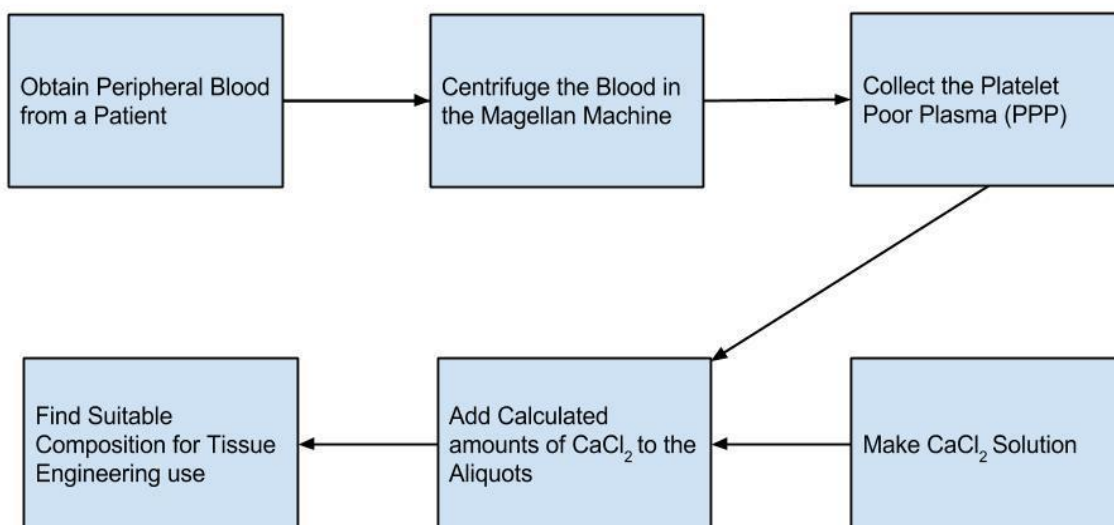 Obtain Peripheral Blood
from a Patient
Centrifuge the Blood in
the Magellan Machine
Collect the Platelet
Poor Plasma (PPP)
Find Suitable
Composition for Tissue
Engineering use
Add Calculated
amounts of CaCl₂ to the
Aliquots
Make CaCl₂ Solution